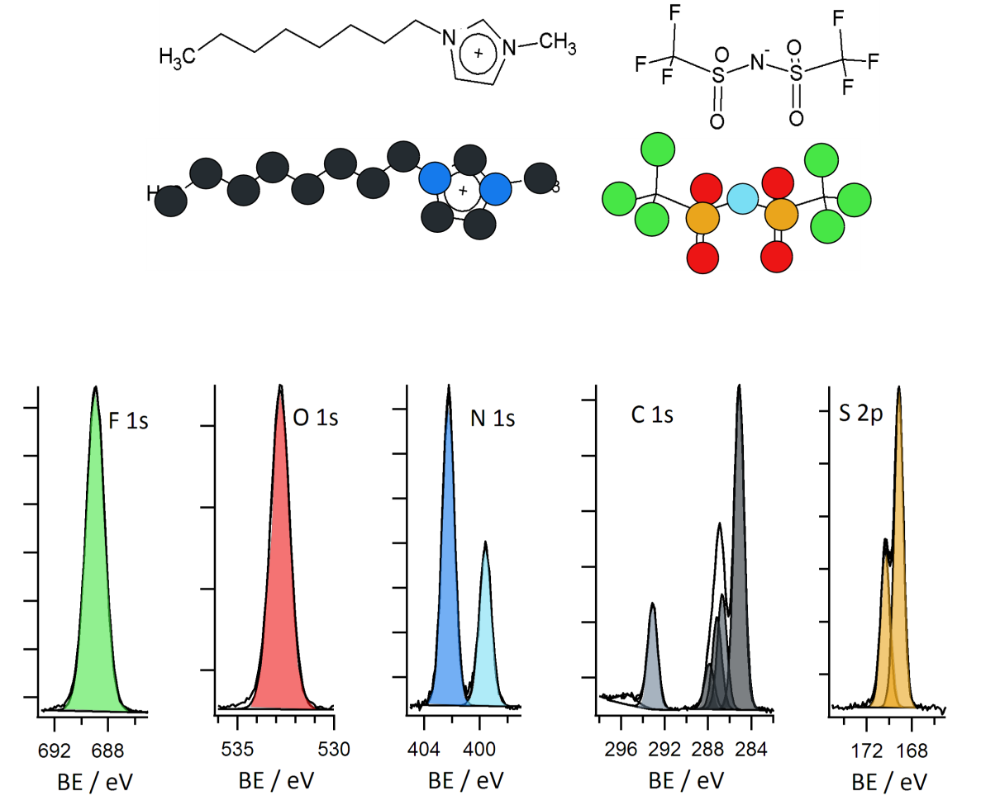 F
F
O
O
F
H₃C
N
N
CH₃
F
F
S
N⁻
S
F
F
+
O
O
H
3
+
F 1s
O 1s
N 1s
C 1s
S 2p
692 688
535 530
404 400
296 292 288 284
172 168
BE / eV
BE / eV
BE / eV
BE / eV
BE / eV